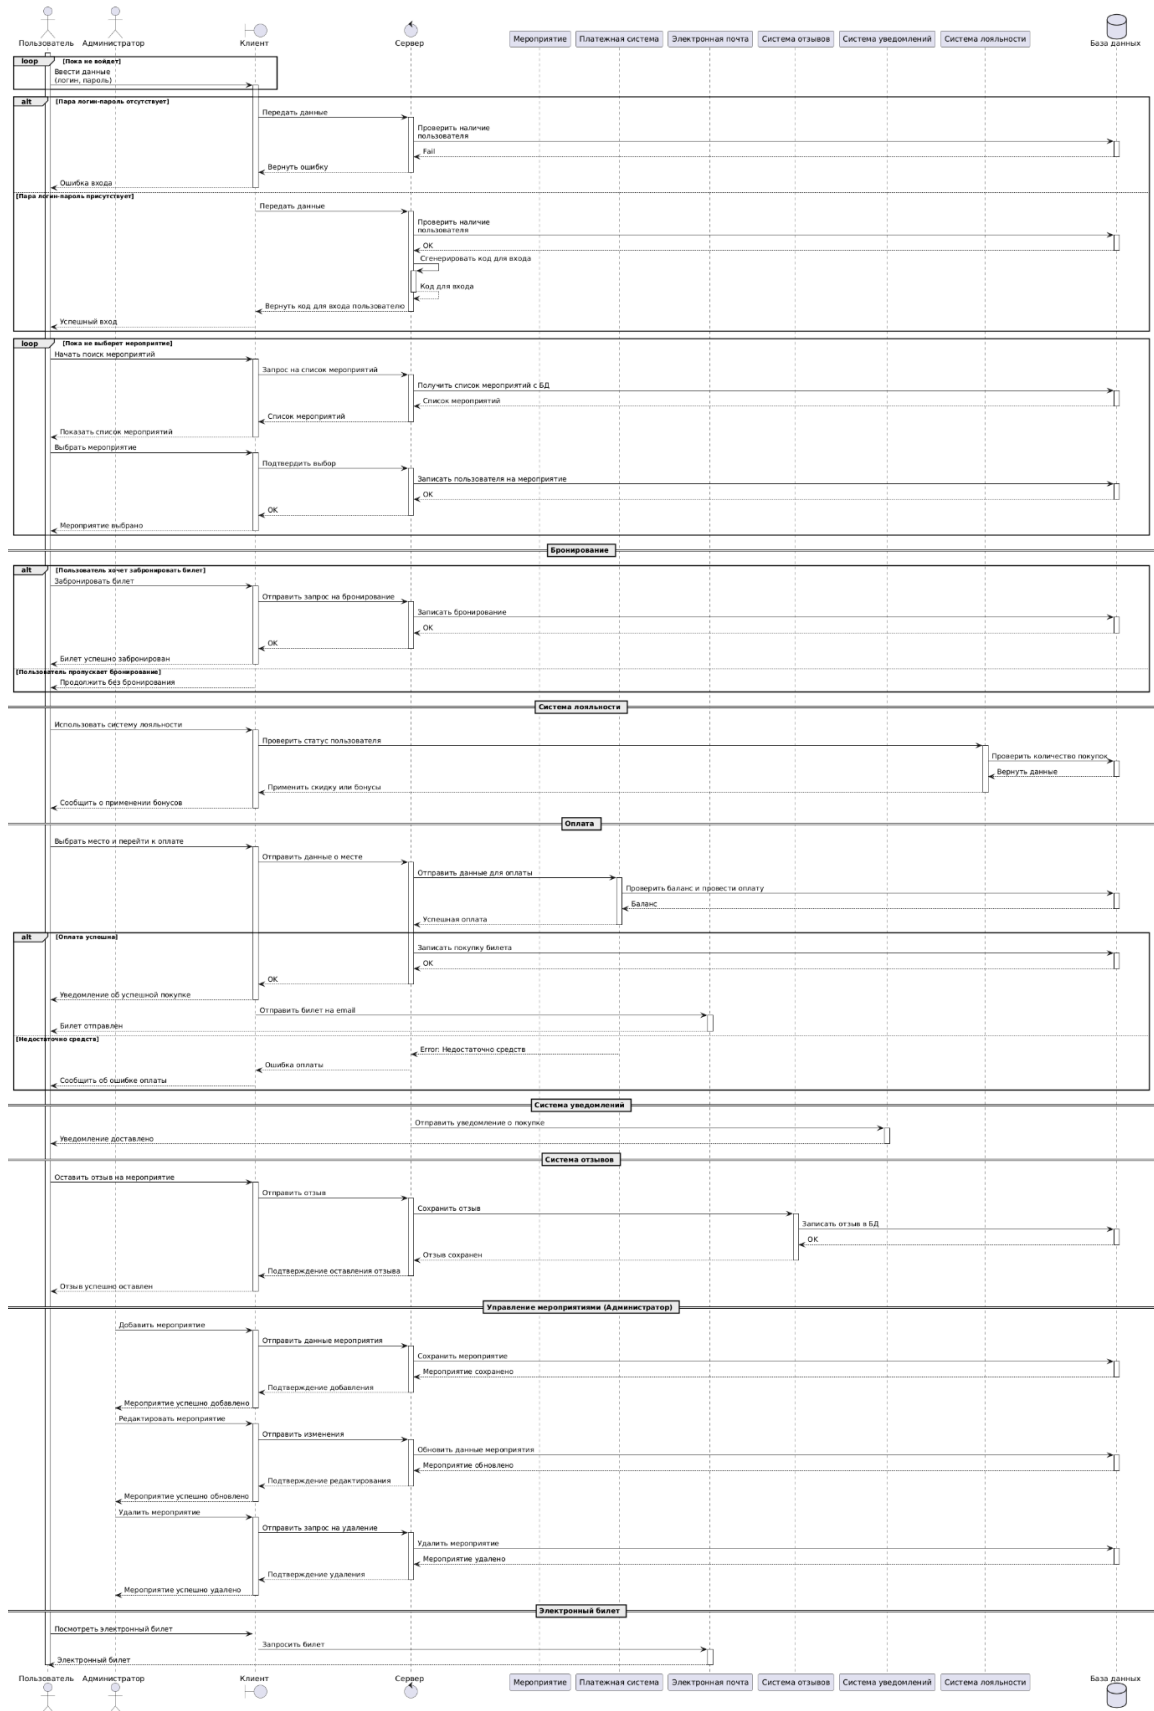 Пользователь
Администратор
Клиент
Сервер
Мероприятие
Платежная система
Электронная почта
Система отзывов
Система уведомлений
Система лояльности
База данных
loop
[Пока не войдет]
Ввести данные
(логин, пароль)
alt
[Пара логин-пароль отсутствует]
Передать данные
Проверить наличие
пользователя
Fail
Вернуть ошибку
Ошибка входа
[Пара логин-пароль присутствует]
Передать данные
Проверить наличие
пользователя
OK
Сгенерировать код для входа
Код для входа
Вернуть код для входа пользователю
Успешный вход
loop
[Пока не выберет мероприятие]
Начать поиск мероприятий
Запрос на список мероприятий
Получить список мероприятий с БД
Список мероприятий
Список мероприятий
Показать список мероприятий
Выбрать мероприятие
Подтвердить выбор
Записать пользователя на мероприятие
OK
OK
Мероприятие выбрано
Бронирование
alt
[Пользователь хочет забронировать билет]
Забронировать билет
Отправить запрос на бронирование
Записать бронирование
OK
OK
Билет успешно забронирован
[Пользователь пропускает бронирование]
Продолжить без бронирования
Система лояльности
Использовать систему лояльности
Проверить статус пользователя
Проверить количество покупок
Вернуть данные
Применить скидку или бонусы
Сообщить о применении бонусов
Оплата
Выбрать место и перейти к оплате
Отправить данные о месте
Отправить данные для оплаты
Проверить баланс и провести оплату
Баланс
Успешная оплата
alt
[Оплата успешна]
Записать покупку билета
OK
OK
Уведомление об успешной покупке
Отправить билет на email
Билет отправлен
[Недостаточно средств]
Error: Недостаточно средств
Ошибка оплаты
Сообщить об ошибке оплаты
Система уведомлений
Отправить уведомление о покупке
Уведомление доставлено
Система отзывов
Оставить отзыв на мероприятие
Отправить отзыв
Сохранить отзыв
Записать отзыв в БД
OK
Отзыв сохранен
Подтверждение оставления отзыва
Отзыв успешно оставлен
Управление мероприятиями (Администратор)
Добавить мероприятие
Отправить данные мероприятия
Сохранить мероприятие
Мероприятие сохранено
Подтверждение добавления
Мероприятие успешно добавлено
Редактировать мероприятие
Отправить изменения
Обновить данные мероприятия
Мероприятие обновлено
Подтверждение редактирования
Мероприятие успешно обновлено
Удалить мероприятие
Отправить запрос на удаление
Удалить мероприятие
Мероприятие удалено
Подтверждение удаления
Мероприятие успешно удалено
Электронный билет
Посмотреть электронный билет
Запросить билет
Электронный билет
Пользователь
Администратор
Клиент
Сервер
Мероприятие
Платежная система
Электронная почта
Система отзывов
Система уведомлений
Система лояльности
База данных